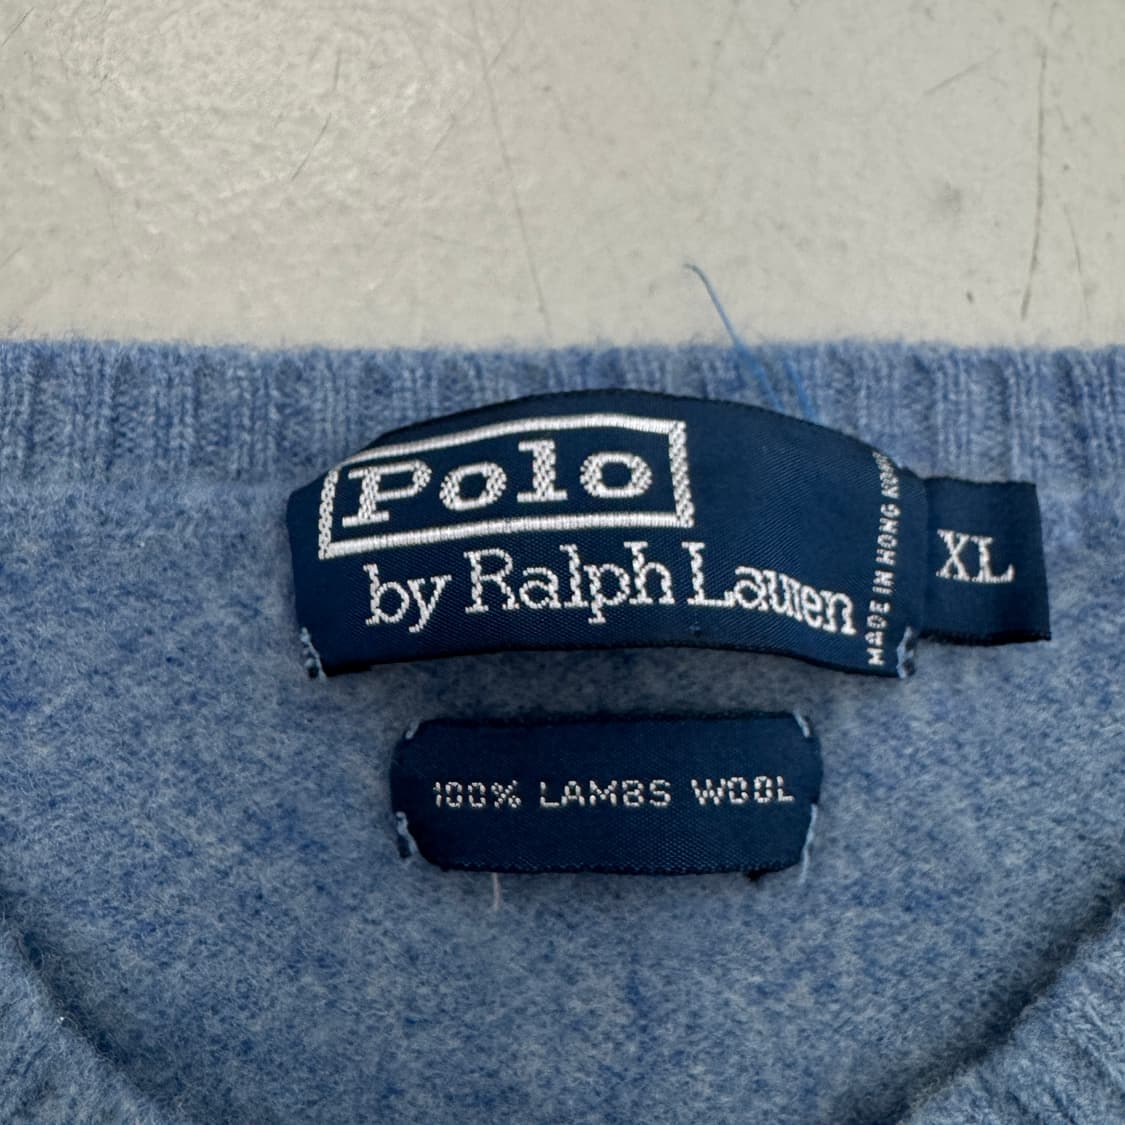 Polo
by Ralph Lauren
MADE IN HONG KONG
XL
100% LAMBS WOOL